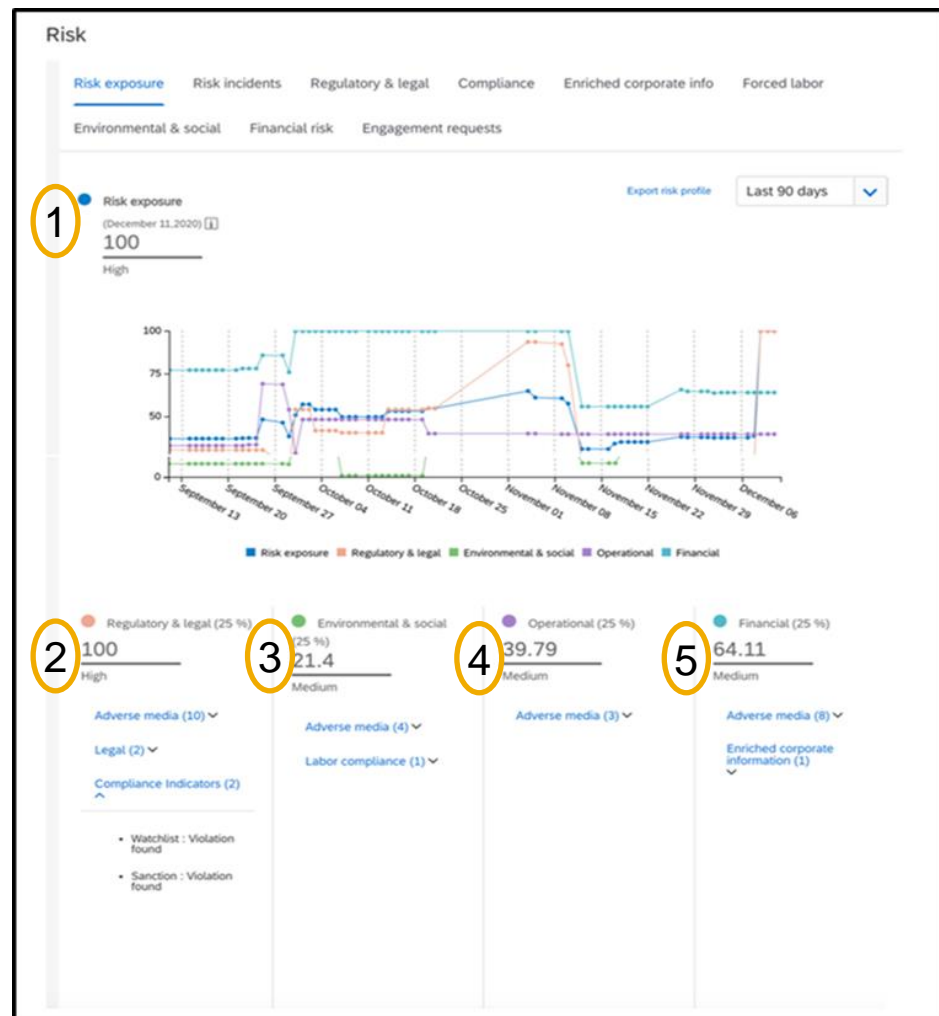 Risk
Risk exposure Risk incidents Regulatory & legal Compliance Enriched corporate info Forced labor
Environmental & social Financial risk Engagement requests
1
Risk exposure
(December 11,2020) i
100
High
Export risk profile
Last 90 days
100
75
50
0
September 13
September 20
September 27
October 04
October 11
October 18
October 25
November 01
November 08
November 15
November 22
November 29
December 06
Risk exposure Regulatory & legal Environmental & social Operational Financial
2
Regulatory & legal (25 %)
100
High
Adverse media (10)
Legal (2)
Compliance Indicators (2)
• Watchlist : Violation
found
• Sanction : Violation
found
3
Environmental & social
(25 %)
21.4
Medium
Adverse media (4)
Labor compliance (1)
4
Operational (25 %)
39.79
Medium
Adverse media (3)
5
Financial (25 %)
64.11
Medium
Adverse media (8)
Enriched corporate
information (1)